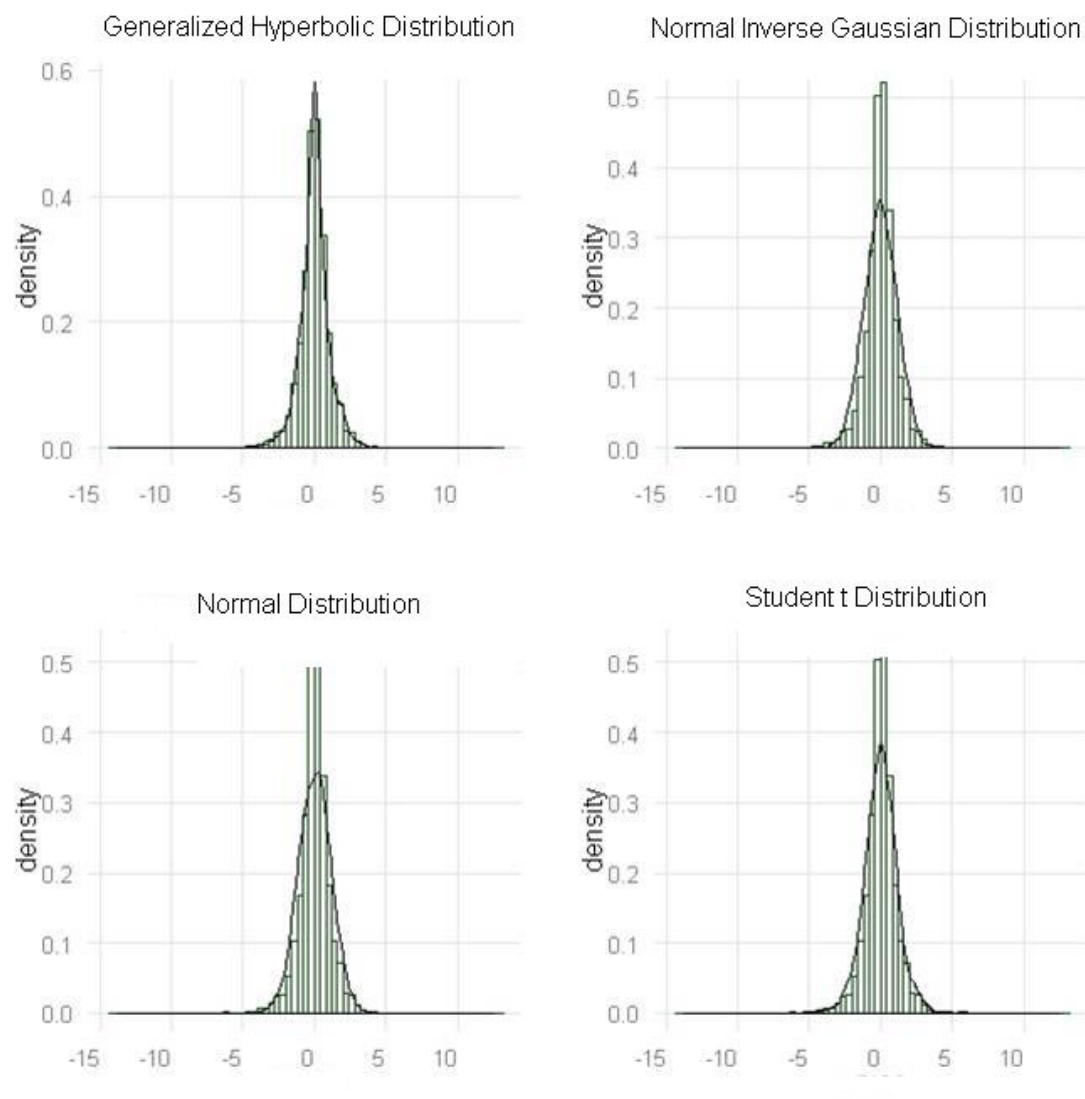 Generalized Hyperbolic Distribution
0.6
0.4
0.2
0.0
density
-15 -10 -5 0 5 10
Normal Inverse Gaussian Distribution
0.5
0.4
0.3
0.2
0.1
0.0
density
-15 -10 -5 0 5 10
Normal Distribution
0.5
0.4
0.3
0.2
0.1
0.0
density
-15 -10 -5 0 5 10
Student t Distribution
0.5
0.4
0.3
0.2
0.1
0.0
density
-15 -10 -5 0 5 10